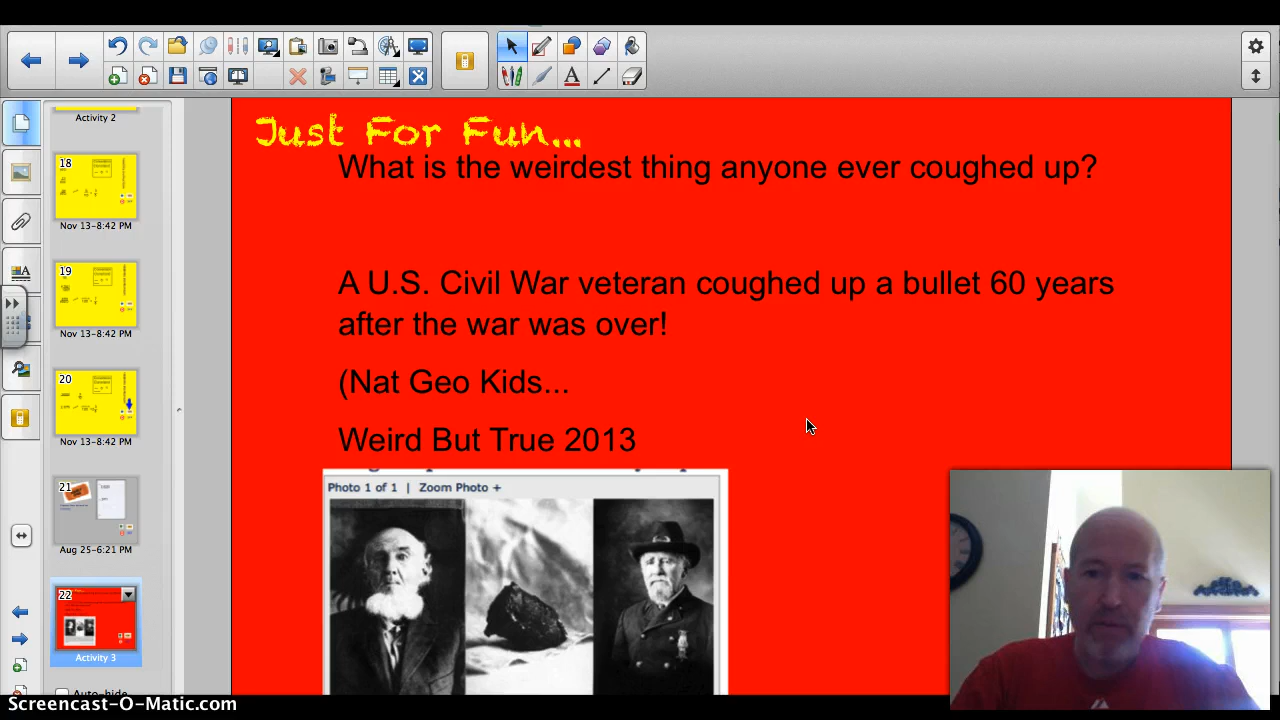 Just For Fun...
What is the weirdest thing anyone ever coughed up?
A U.S. Civil War veteran coughed up a bullet 60 years
after the war was over!
(Nat Geo Kids...
Weird But True 2013
Photo 1 of 1 | Zoom Photo +
Activity 2
18
Nov 13-8:42 PM
19
Nov 13-8:42 PM
20
Nov 13-8:42 PM
21
Aug 25-6:21 PM
22
Activity 3
Auto-hide
Screencast-O-Matic.com